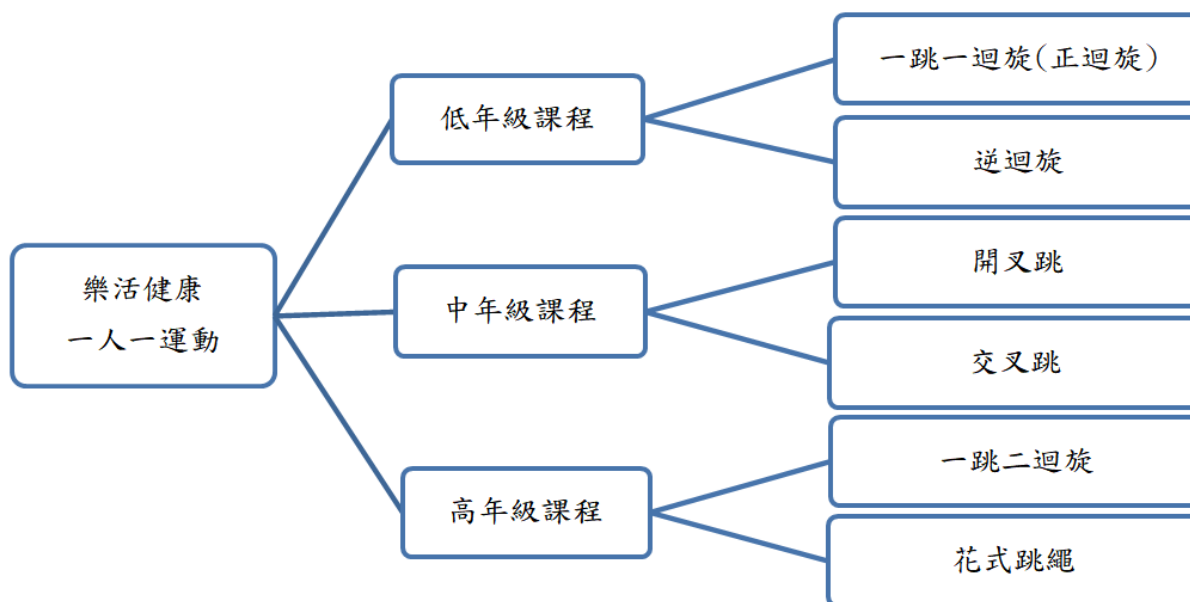 樂活健康
一人一運動
低年級課程
一跳一迴旋(正迴旋)
逆迴旋
中年級課程
開叉跳
交叉跳
高年級課程
一跳二迴旋
花式跳繩